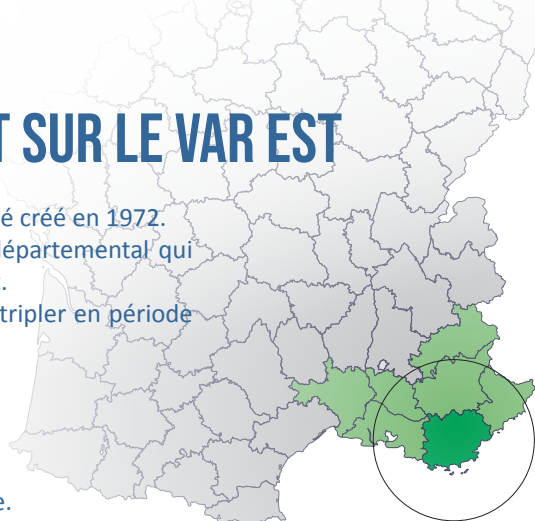 T SUR LE VAR EST
é créé en 1972.
départemental qui
.
tripler en période
e.